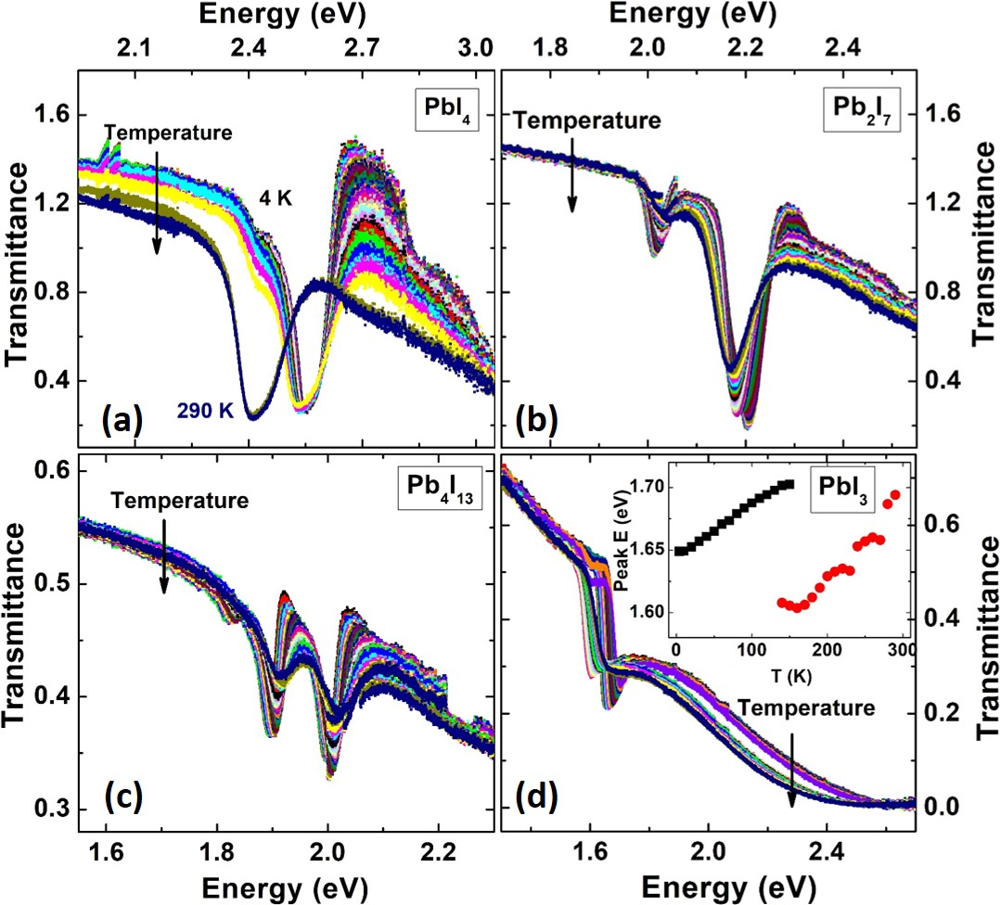 Energy (eV)
Energy (eV)
2.1 2.4 2.7 3.0
1.8 2.0 2.2 2.4
Transmittance
1.6
1.2
0.8
0.4
Temperature
PbI4
4 K
290 K
(a)
Temperature
Pb2I7
(b)
1.6
1.2
0.8
0.4
Transmittance
Transmittance
0.6
0.5
0.4
0.3
Temperature
Pb4I13
(c)
1.6 1.8 2.0 2.2
Energy (eV)
Peak E (eV)
1.70
1.65
1.60
PbI3
0 100 200 300
T (K)
Temperature
(d)
0.6
0.4
0.2
0.0
Transmittance
1.6 2.0 2.4
Energy (eV)